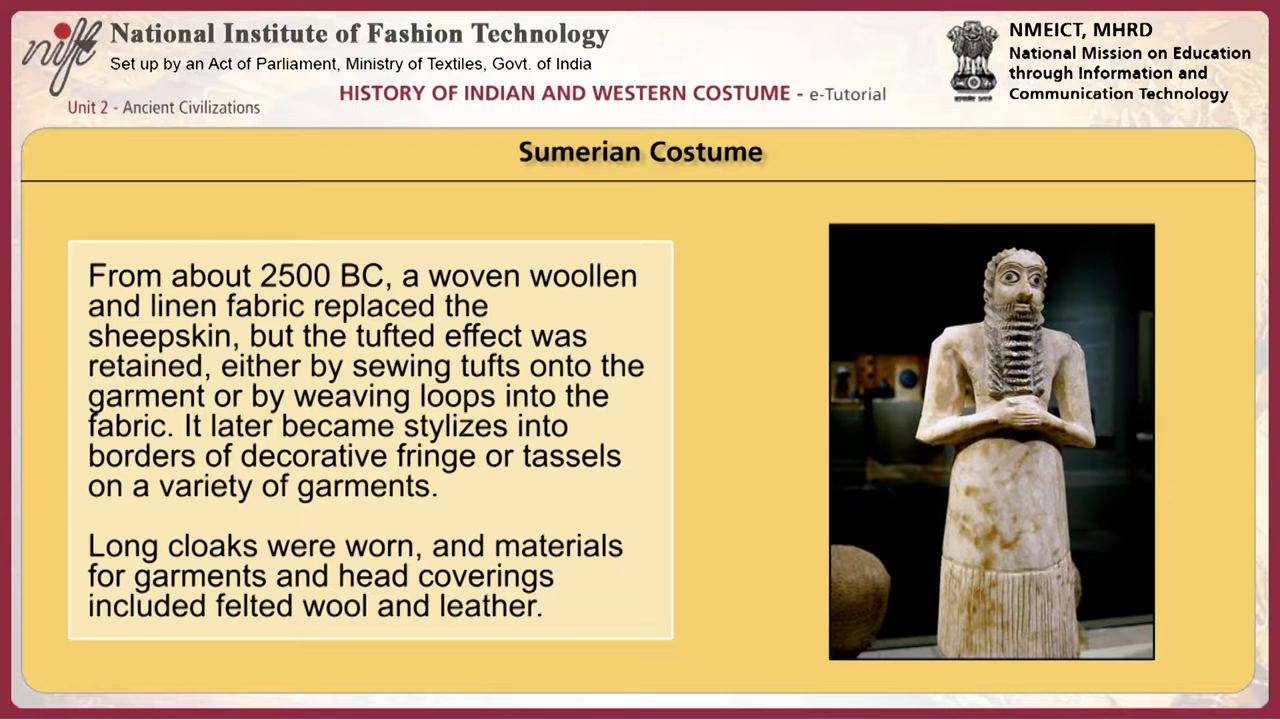 nift
National Institute of Fashion Technology
Set up by an Act of Parliament, Ministry of Textiles, Govt. of India
HISTORY OF INDIAN AND WESTERN COSTUME - e-Tutorial
Unit 2 - Ancient Civilizations
NMEICT, MHRD
National Mission on Education
through Information and
Communication Technology
Sumerian Costume
From about 2500 BC, a woven woollen
and linen fabric replaced the
sheepskin, but the tufted effect was
retained, either by sewing tufts onto the
garment or by weaving loops into the
fabric. It later became stylizes into
borders of decorative fringe or tassels
on a variety of garments.
Long cloaks were worn, and materials
for garments and head coverings
included felted wool and leather.